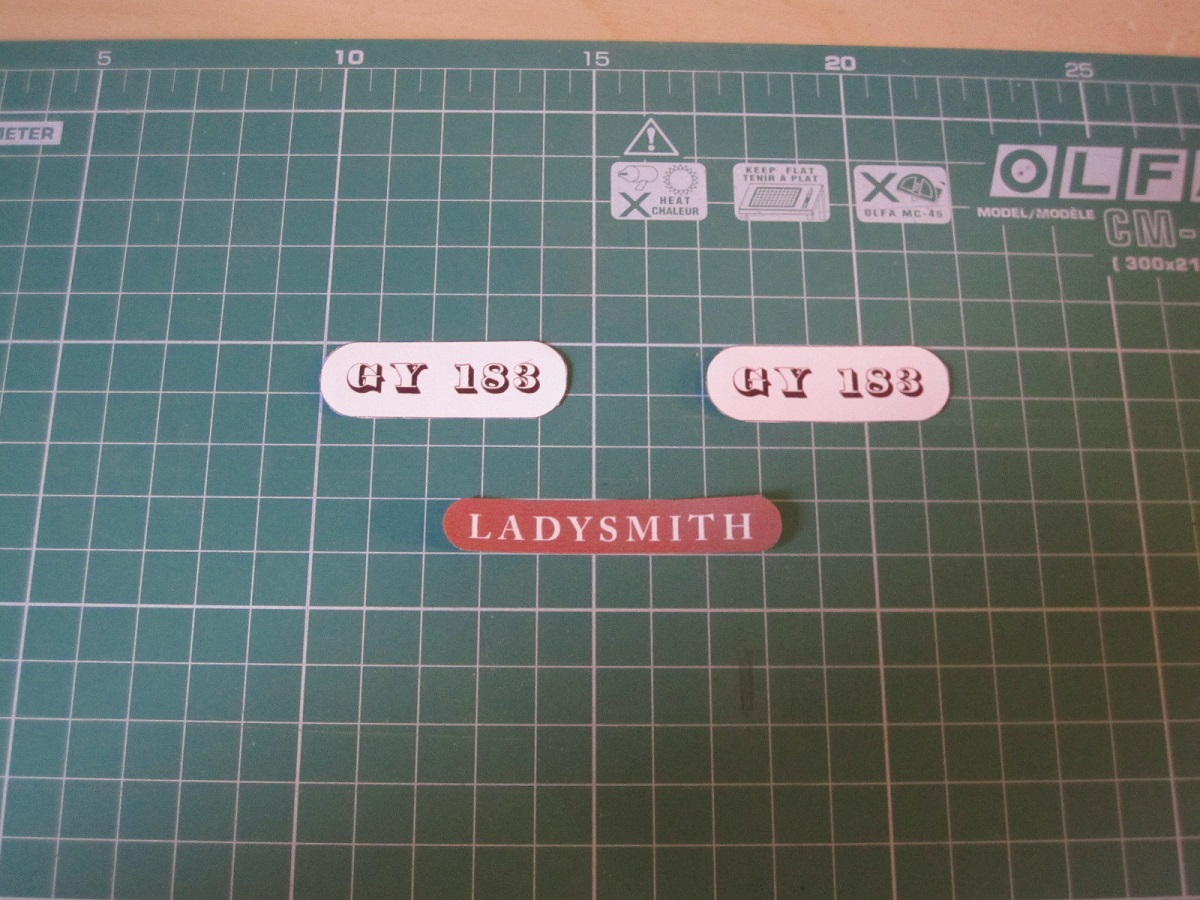 5 10 15 20 25
METER
KEEP FLAT
TENIR À PLAT
HEAT
CHALEUR
OLFA MC-45
OLF
MODEL/MODÈLE
CM-
(300x21
GY 183
GY 183
LADYSMITH